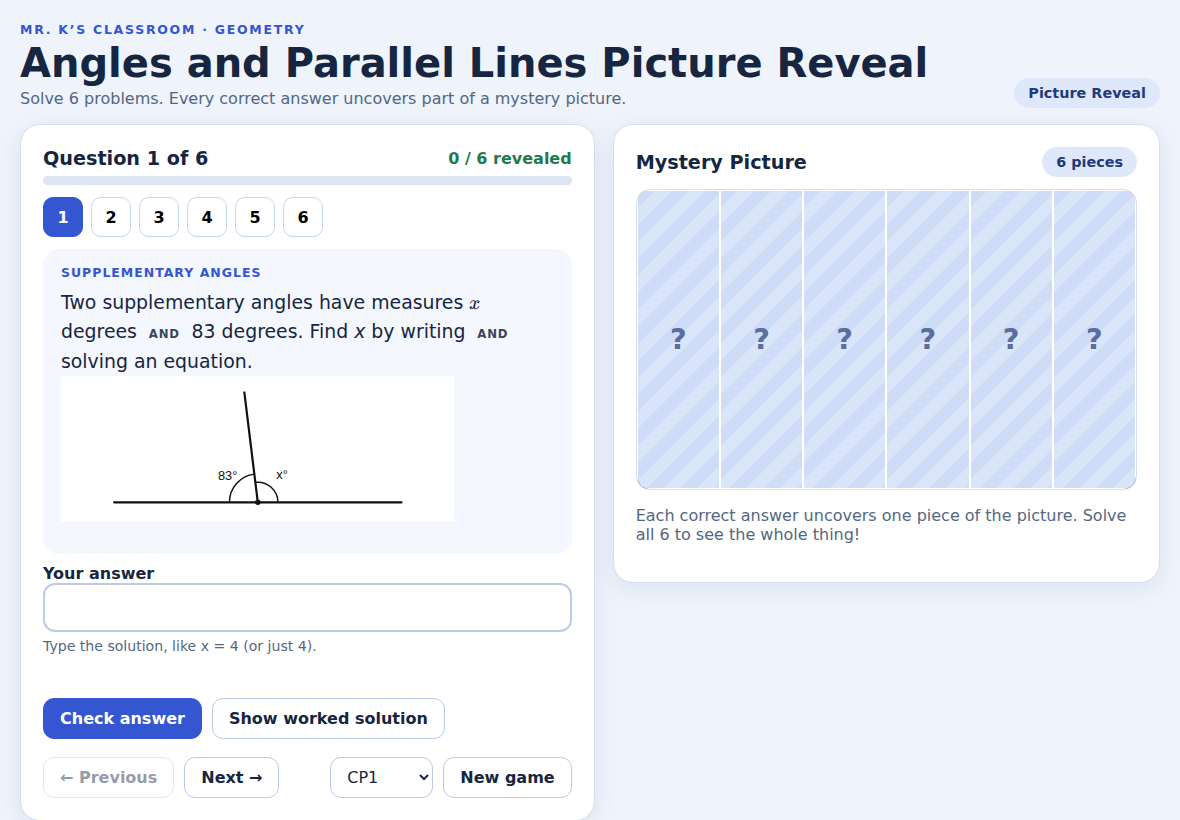 MR. K’S CLASSROOM · GEOMETRY
Angles and Parallel Lines Picture Reveal
Solve 6 problems. Every correct answer uncovers part of a mystery picture.
Picture Reveal
Question 1 of 6
0 / 6 revealed
1 2 3 4 5 6
SUPPLEMENTARY ANGLES
Two supplementary angles have measures x
degrees AND 83 degrees. Find x by writing AND
solving an equation.
83° x°
Your answer
Type the solution, like x = 4 (or just 4).
Check answer
Show worked solution
← Previous
Next →
CP1
New game
Mystery Picture
6 pieces
? ? ? ? ? ?
Each correct answer uncovers one piece of the picture. Solve
all 6 to see the whole thing!